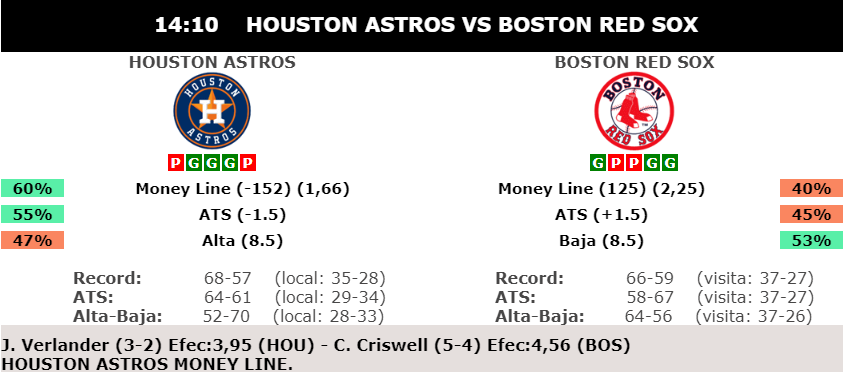 14:10 HOUSTON ASTROS VS BOSTON RED SOX
HOUSTON ASTROS BOSTON RED SOX
HOUSTON ASTROS BOSTON RED SOX
P G G G P G P P G G
60% Money Line (-152) (1,66) Money Line (125) (2,25) 40%
55% ATS (-1.5) ATS (+1.5) 45%
47% Alta (8.5) Baja (8.5) 53%
Record: 68-57 (local: 35-28) Record: 66-59 (visita: 37-27)
ATS: 64-61 (local: 29-34) ATS: 58-67 (visita: 37-27)
Alta-Baja: 52-70 (local: 28-33) Alta-Baja: 64-56 (visita: 37-26)
J. Verlander (3-2) Efec:3,95 (HOU) - C. Criswell (5-4) Efec:4,56 (BOS)
HOUSTON ASTROS MONEY LINE.